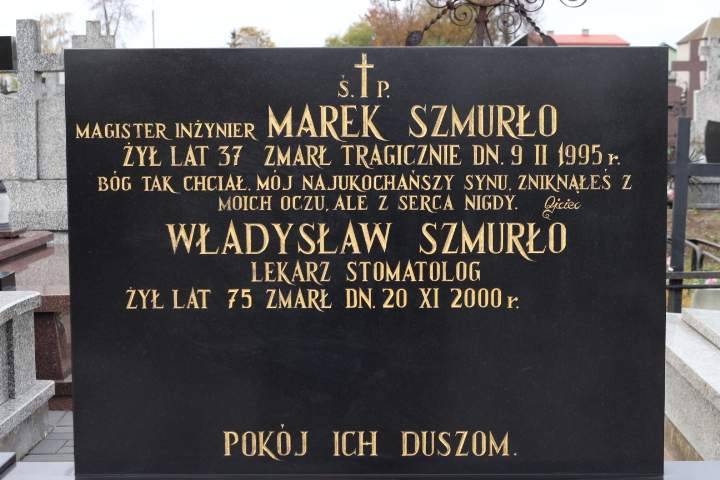 Ś. † P.
MAGISTER INŻYNIER MAREK SZMURŁO
ŻYŁ LAT 37 ZMARŁ TRAGICZNIE DN. 9 II 1995 r.
BÓG TAK CHCIAŁ. MÓJ NAJUKOCHAŃSZY SYNU, ZNIKNĄŁEŚ Z
MOICH OCZU, ALE Z SERCA NIGDY. Ojciec
WŁADYSŁAW SZMURŁO
LEKARZ STOMATOLOG
ŻYŁ LAT 75 ZMARŁ DN. 20 XI 2000 r.
POKÓJ ICH DUSZOM.